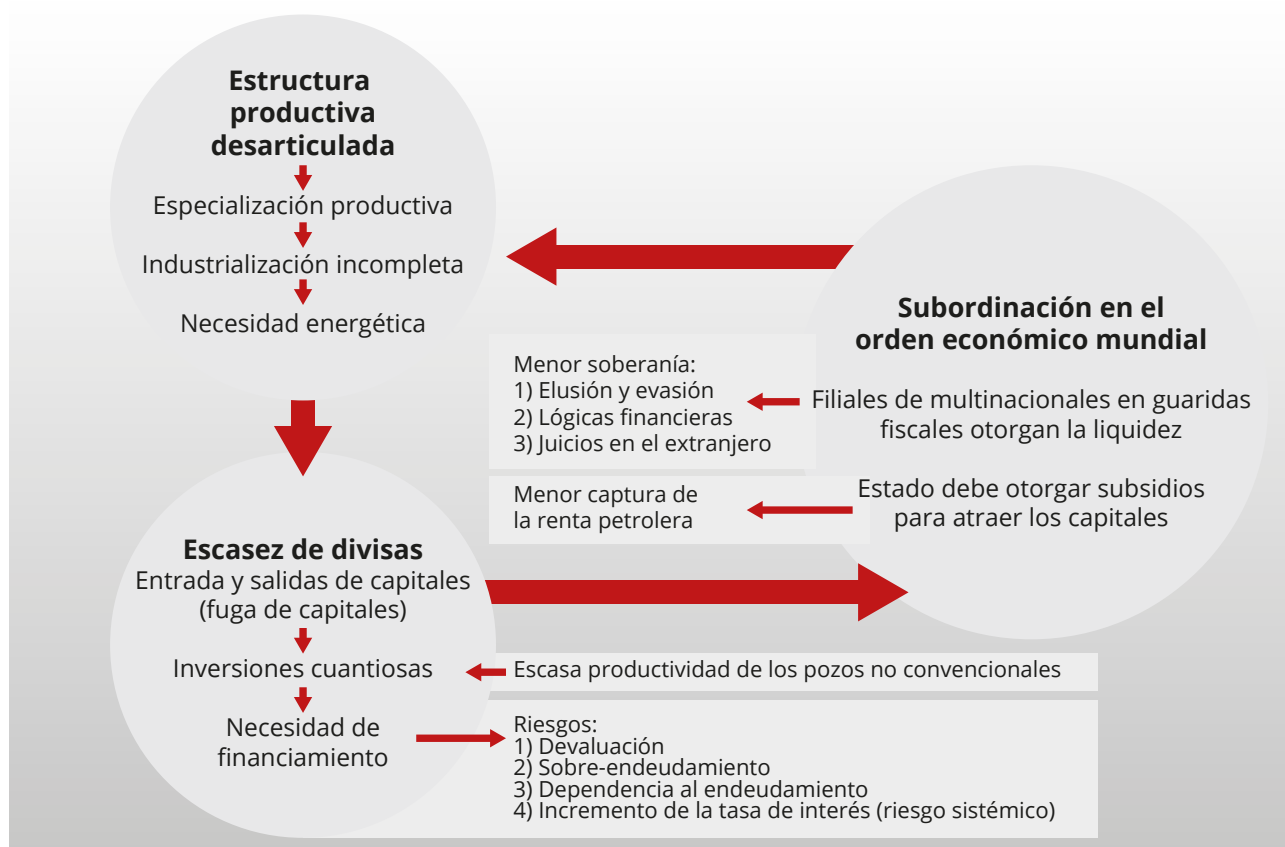 Estructura
productiva
desarticulada
Especialización productiva
Industrialización incompleta
Necesidad energética
Subordinación en el
orden económico mundial
Filiales de multinacionales en guaridas
fiscales otorgan la liquidez
Menor soberanía:
1) Elusión y evasión
2) Lógicas financieras
3) Juicios en el extranjero
Estado debe otorgar subsidios
para atraer los capitales
Menor captura de
la renta petrolera
Escasez de divisas
Entrada y salidas de capitales
(fuga de capitales)
Inversiones cuantiosas
Escasa productividad de los pozos no convencionales
Necesidad de
financiamiento
Riesgos:
1) Devaluación
2) Sobre-endeudamiento
3) Dependencia al endeudamiento
4) Incremento de la tasa de interés (riesgo sistémico)